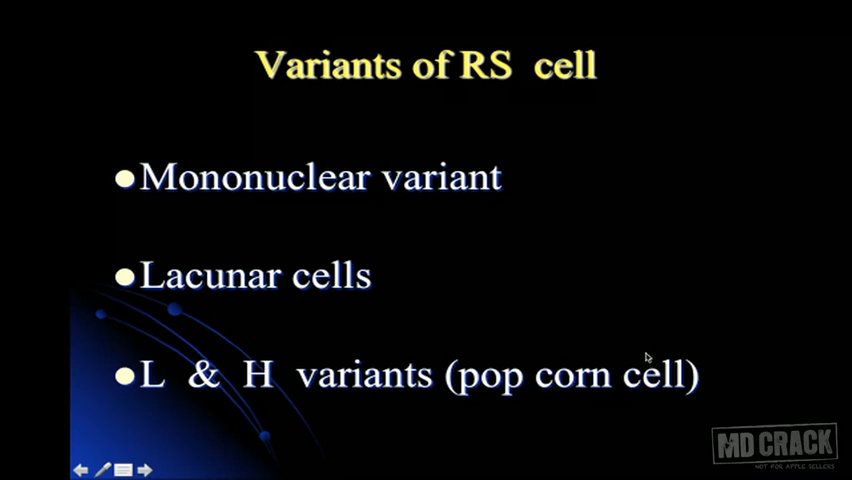 Variants of RS cell
Mononuclear variant
Lacunar cells
L & H variants (pop corn cell)
MD CRACK
NOT FOR APPLE SELLERS